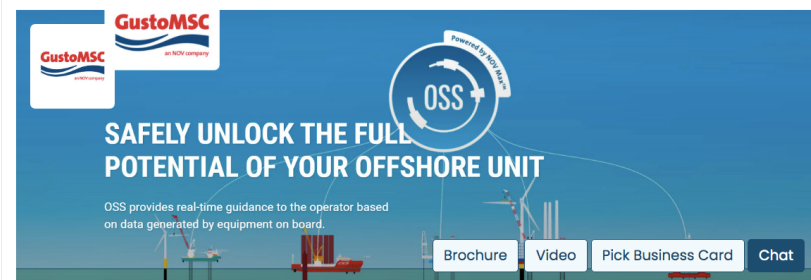 GustoMSC
an NOV company
GustoMSC
an NOV company
Powered by NOV Max™
OSS
SAFELY UNLOCK THE FULL
POTENTIAL OF YOUR OFFSHORE UNIT
OSS provides real-time guidance to the operator based
on data generated by equipment on board.
Brochure
Video
Pick Business Card
Chat